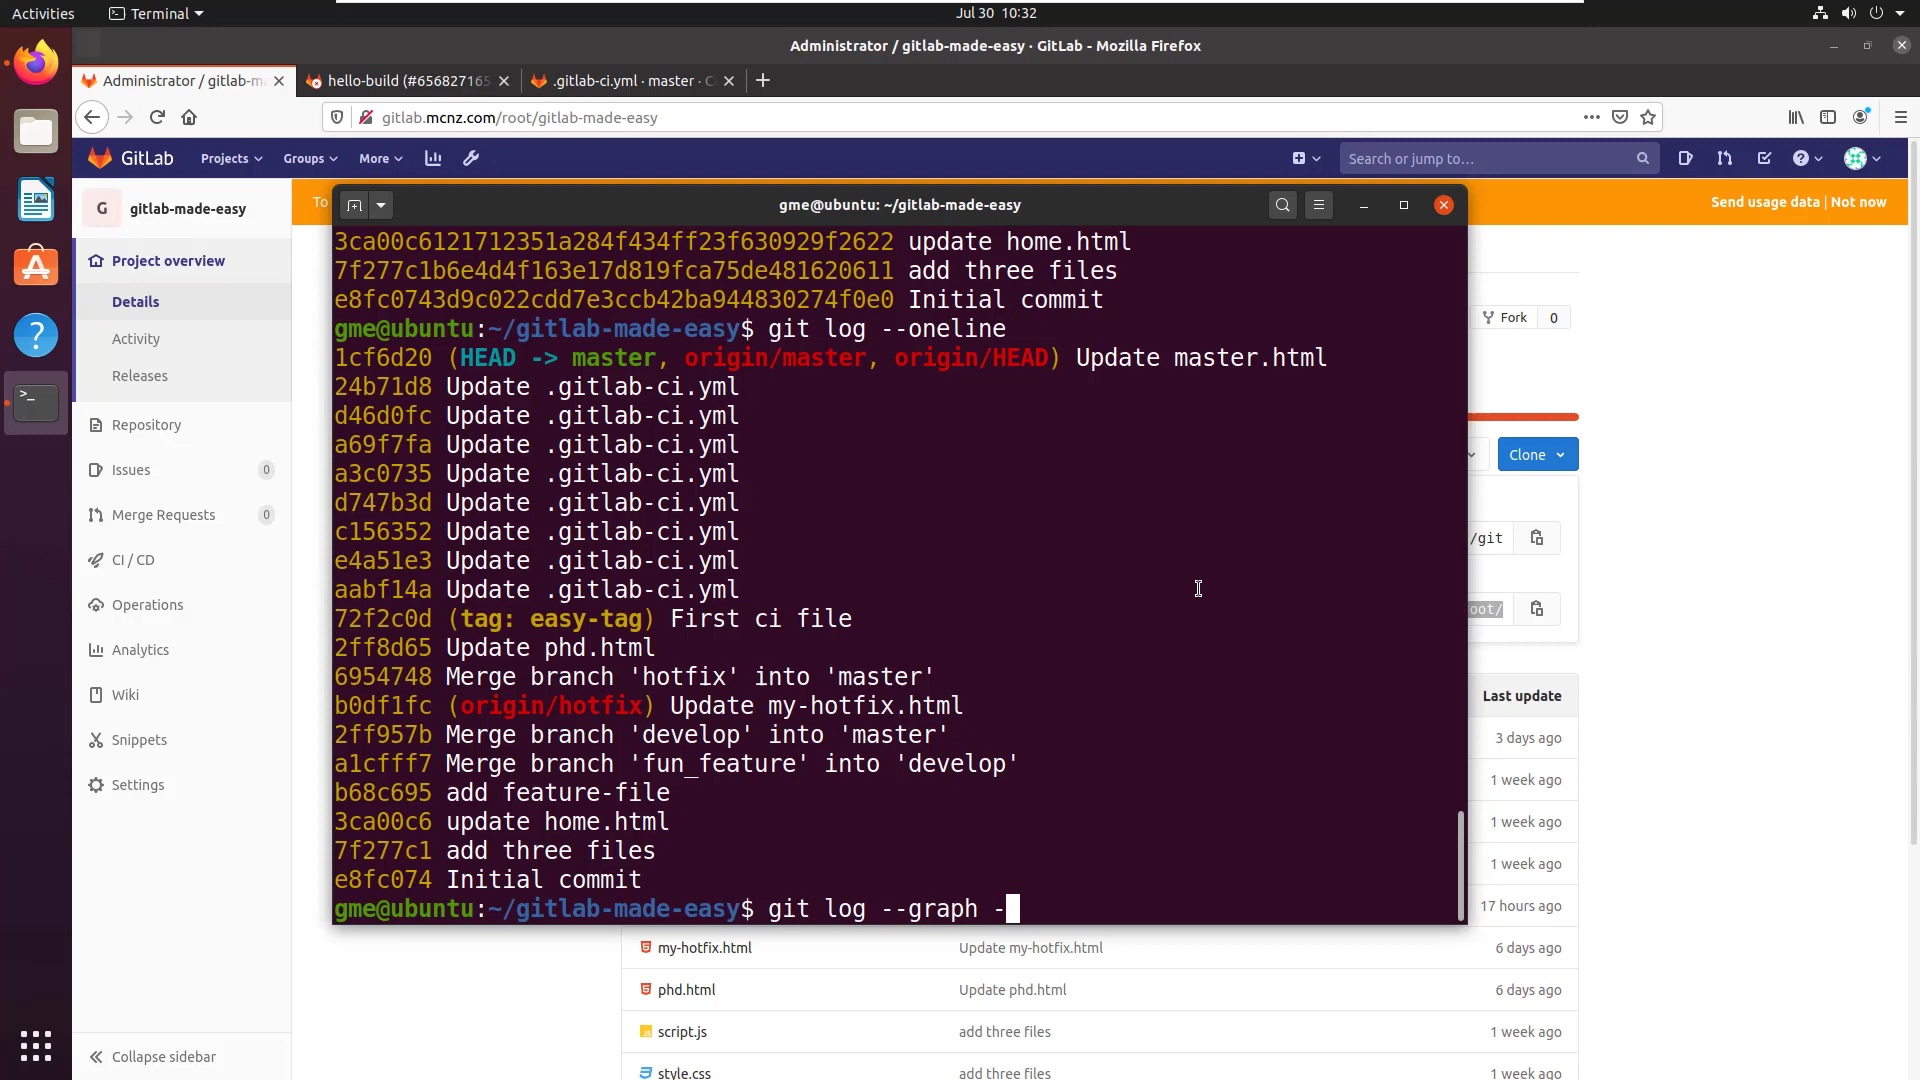 Activities
Terminal
Jul 30 10:32
Administrator / gitlab-made-easy · GitLab - Mozilla Firefox
Administrator / gitlab-ma
hello-build (#656827165
.gitlab-ci.yml · master · C
gitlab.mcnz.com/root/gitlab-made-easy
GitLab
Projects
Groups
More
Search or jump to…
G
gitlab-made-easy
To
Send usage data | Not now
Project overview
Details
Activity
Releases
Repository
Issues 0
Merge Requests 0
CI / CD
Operations
Analytics
Wiki
Snippets
Settings
Collapse sidebar
gme@ubuntu: ~/gitlab-made-easy
3ca00c6121712351a284f434ff23f630929f2622 update home.html
7f277c1b6e4d4f163e17d819fca75de481620611 add three files
e8fc0743d9c022cdd7e3ccb42ba944830274f0e0 Initial commit
gme@ubuntu:~/gitlab-made-easy$ git log --oneline
1cf6d20 (HEAD -> master, origin/master, origin/HEAD) Update master.html
24b71d8 Update .gitlab-ci.yml
d46d0fc Update .gitlab-ci.yml
a69f7fa Update .gitlab-ci.yml
a3c0735 Update .gitlab-ci.yml
d747b3d Update .gitlab-ci.yml
c156352 Update .gitlab-ci.yml
e4a51e3 Update .gitlab-ci.yml
aabf14a Update .gitlab-ci.yml
72f2c0d (tag: easy-tag) First ci file
2ff8d65 Update phd.html
6954748 Merge branch 'hotfix' into 'master'
b0df1fc (origin/hotfix) Update my-hotfix.html
2ff957b Merge branch 'develop' into 'master'
a1cfff7 Merge branch 'fun_feature' into 'develop'
b68c695 add feature-file
3ca00c6 update home.html
7f277c1 add three files
e8fc074 Initial commit
gme@ubuntu:~/gitlab-made-easy$ git log --graph -
Fork 0
Clone
/git
oot/
Last update
3 days ago
1 week ago
1 week ago
1 week ago
17 hours ago
my-hotfix.html Update my-hotfix.html 6 days ago
phd.html Update phd.html 6 days ago
script.js add three files 1 week ago
style.css add three files 1 week ago